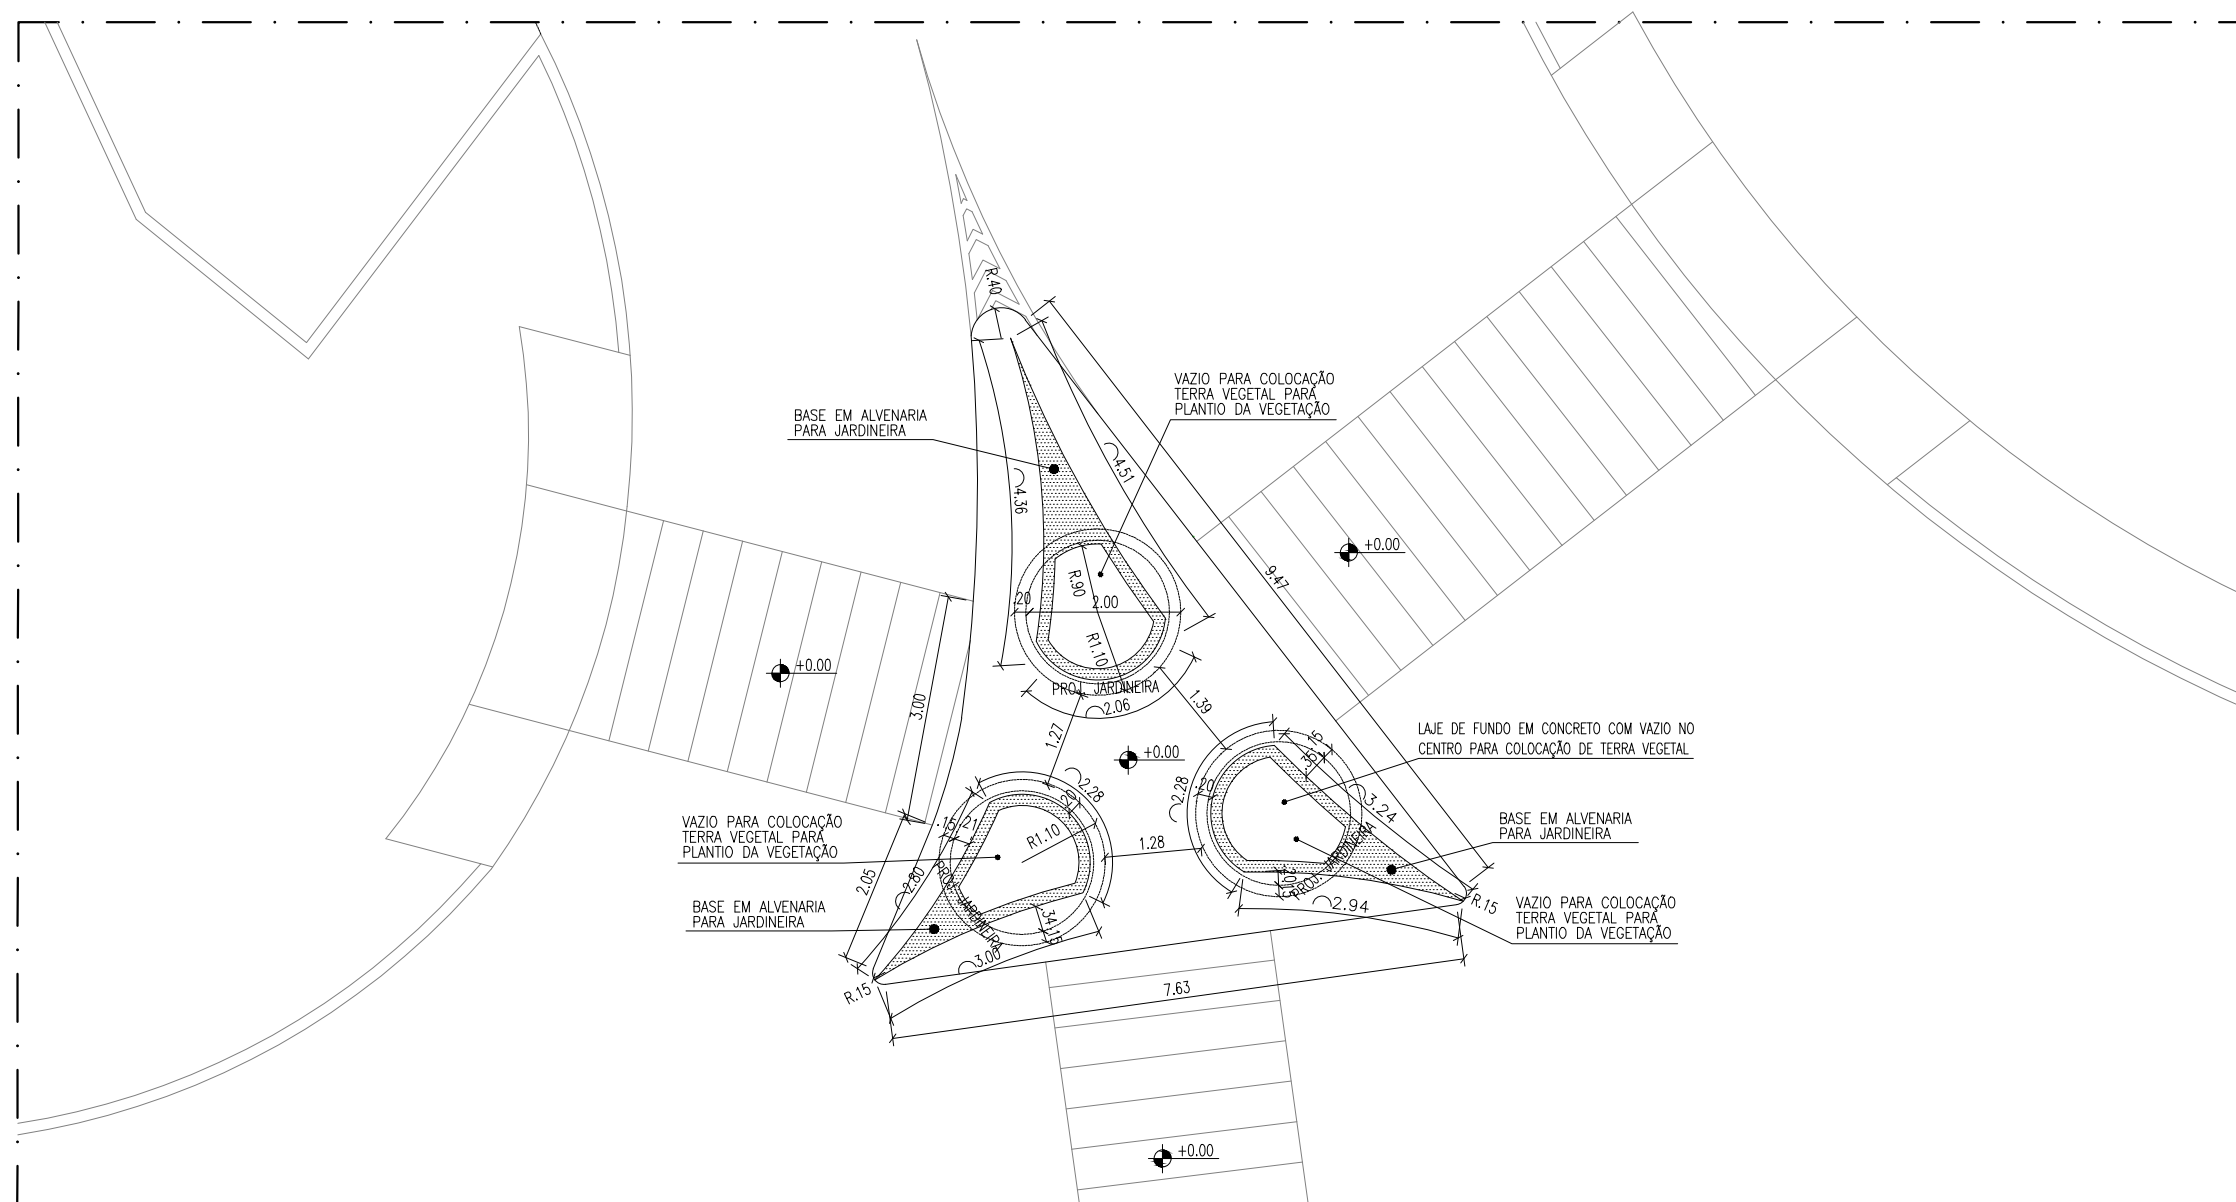 R.40
VAZIO PARA COLOCAÇÃO
TERRA VEGETAL PARA
PLANTIO DA VEGETAÇÃO
BASE EM ALVENARIA
PARA JARDINEIRA
4.51
4.36
+0.00
9.47
R.90
.20
2.00
R1.10
+0.00
PROJ. JARDINEIRA
3.00
2.06
1.39
1.27
+0.00
LAJE DE FUNDO EM CONCRETO COM VAZIO NO
CENTRO PARA COLOCAÇÃO DE TERRA VEGETAL
.15
.35
2.28
.20
2.28
.20
3.24
VAZIO PARA COLOCAÇÃO
TERRA VEGETAL PARA
PLANTIO DA VEGETAÇÃO
.15
.21
R1.10
1.28
BASE EM ALVENARIA
PARA JARDINEIRA
PROJ. JARDINEIRA
2.05
2.80
PROJ. JARDINEIRA
BASE EM ALVENARIA
PARA JARDINEIRA
.34
.15
2.94
R.15
VAZIO PARA COLOCAÇÃO
TERRA VEGETAL PARA
PLANTIO DA VEGETAÇÃO
3.00
R.15
7.63
+0.00